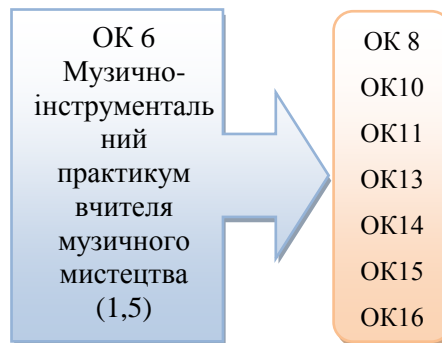 ОК 6
Музично-
інструменталь
ний
практикум
вчителя
музичного
мистецтва
(1,5)
ОК 8
ОК10
ОК11
ОК13
ОК14
ОК15
ОК16